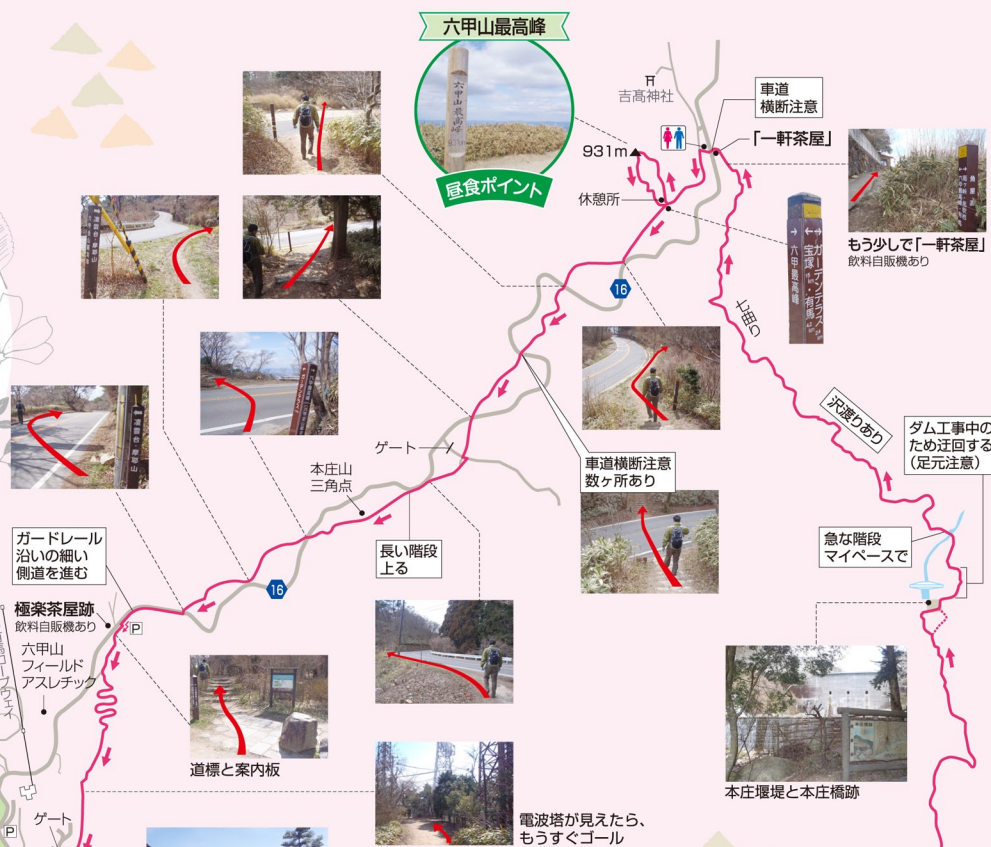 六甲山最高峰
六甲山最高峰
昼食ポイント
吉髙神社
車道
横断注意
「一軒茶屋」
931m
休憩所
もう少しで「一軒茶屋」
飲料自販機あり
ガーデンテラス
宝塚・有馬
六甲最高峰
16
七曲り
沢渡りあり
ダム工事中の
ため迂回する
(足元注意)
車道横断注意
数ヶ所あり
ゲート
本庄山
三角点
長い階段
上る
急な階段
マイペースで
ガードレール
沿いの細い
側道を進む
16
極楽茶屋跡
飲料自販機あり
P
六甲山
フィールド
アスレチック
道標と案内板
本庄堰堤と本庄橋跡
電波塔が見えたら、
もうすぐゴール
P
ゲート